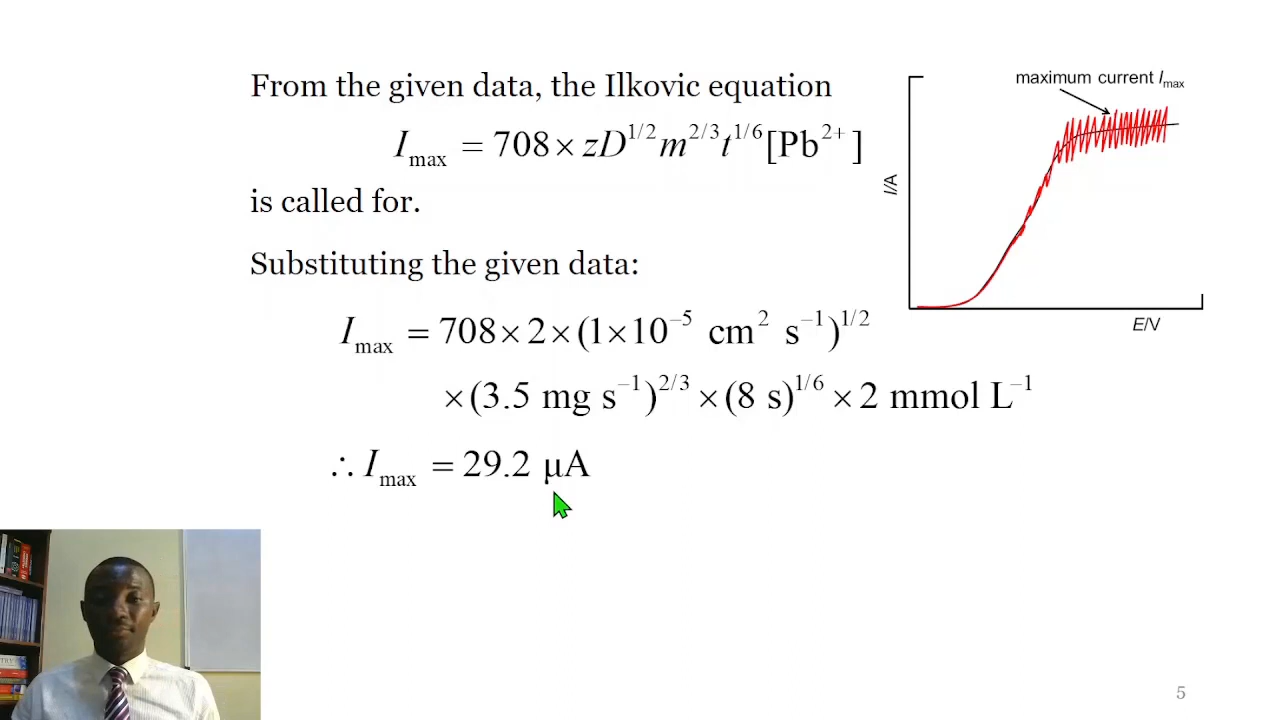 From the given data, the Ilkovic equation
I_max = 708 × zD^{1/2} m^{2/3} t^{1/6} [Pb^{2+}]
is called for.
Substituting the given data:
I_max = 708 × 2 × (1 × 10^{–5} cm^2 s^{–1})^{1/2}
× (3.5 mg s^{–1})^{2/3} × (8 s)^{1/6} × 2 mmol L^{–1}
∴ I_max = 29.2 μA
maximum current I_max
I/A
E/V
5